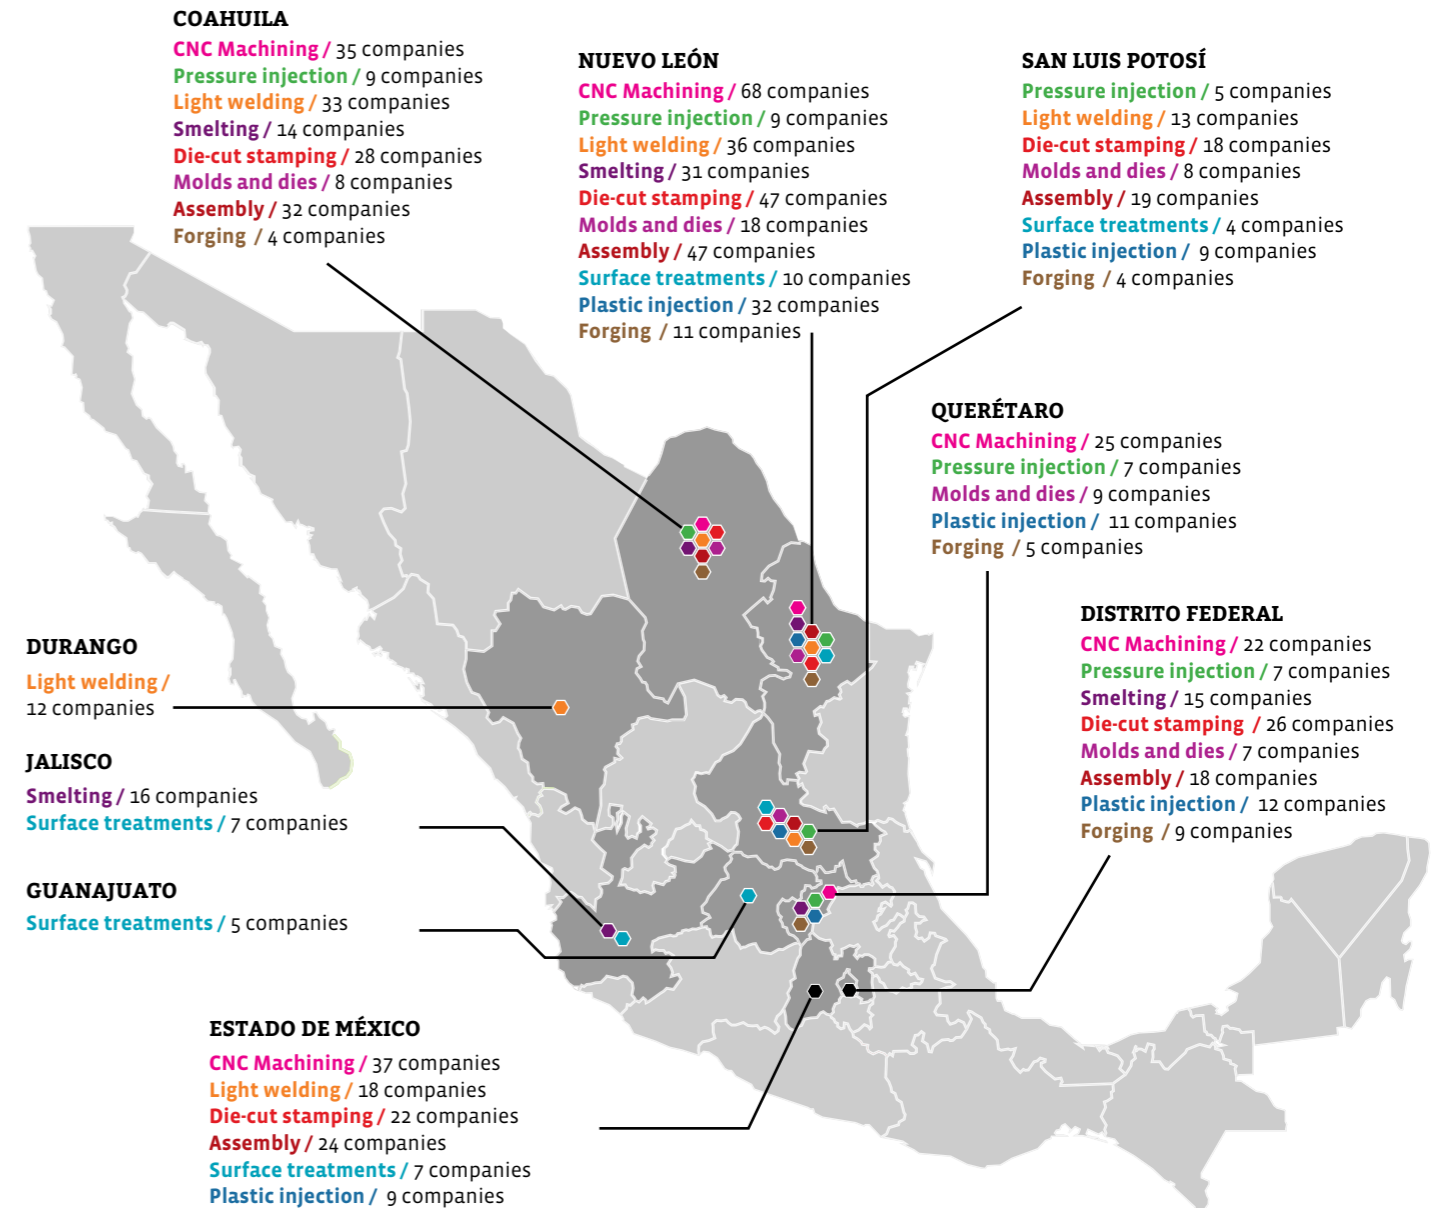 COAHUILA
CNC Machining / 35 companies
Pressure injection / 9 companies
Light welding / 33 companies
Smelting / 14 companies
Die-cut stamping / 28 companies
Molds and dies / 8 companies
Assembly / 32 companies
Forging / 4 companies
NUEVO LEÓN
CNC Machining / 68 companies
Pressure injection / 9 companies
Light welding / 36 companies
Smelting / 31 companies
Die-cut stamping / 47 companies
Molds and dies / 18 companies
Assembly / 47 companies
Surface treatments / 10 companies
Plastic injection / 32 companies
Forging / 11 companies
SAN LUIS POTOSÍ
Pressure injection / 5 companies
Light welding / 13 companies
Die-cut stamping / 18 companies
Molds and dies / 8 companies
Assembly / 19 companies
Surface treatments / 4 companies
Plastic injection / 9 companies
Forging / 4 companies
QUERÉTARO
CNC Machining / 25 companies
Pressure injection / 7 companies
Molds and dies / 9 companies
Plastic injection / 11 companies
Forging / 5 companies
DISTRITO FEDERAL
CNC Machining / 22 companies
Pressure injection / 7 companies
Smelting / 15 companies
Die-cut stamping / 26 companies
Molds and dies / 7 companies
Assembly / 18 companies
Plastic injection / 12 companies
Forging / 9 companies
DURANGO
Light welding /
12 companies
JALISCO
Smelting / 16 companies
Surface treatments / 7 companies
GUANAJUATO
Surface treatments / 5 companies
ESTADO DE MÉXICO
CNC Machining / 37 companies
Light welding / 18 companies
Die-cut stamping / 22 companies
Assembly / 24 companies
Surface treatments / 7 companies
Plastic injection / 9 companies